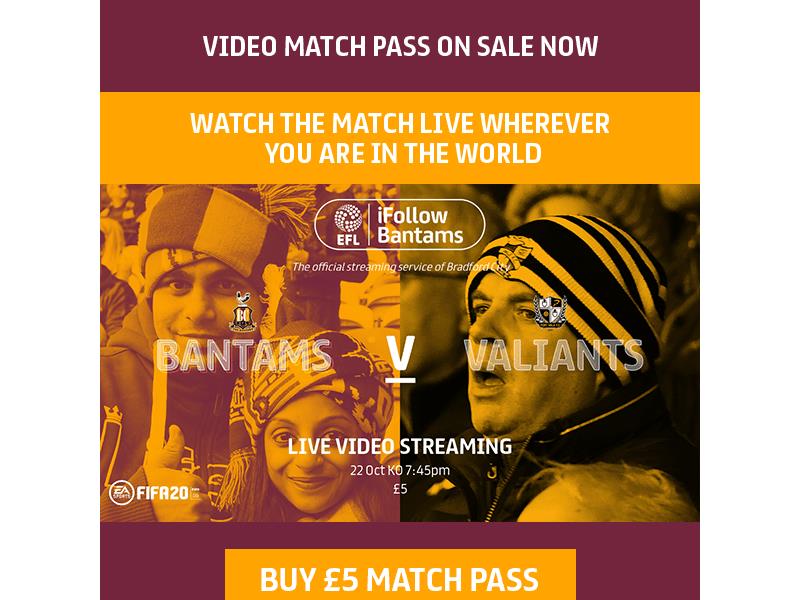 VIDEO MATCH PASS ON SALE NOW
WATCH THE MATCH LIVE WHEREVER
YOU ARE IN THE WORLD
EFL
iFollow
Bantams
The official streaming service of Bradford City
BANTAMS
V
VALIANTS
LIVE VIDEO STREAMING
22 Oct KO 7:45pm
£5
EA
SPORTS
FIFA20
BUY £5 MATCH PASS